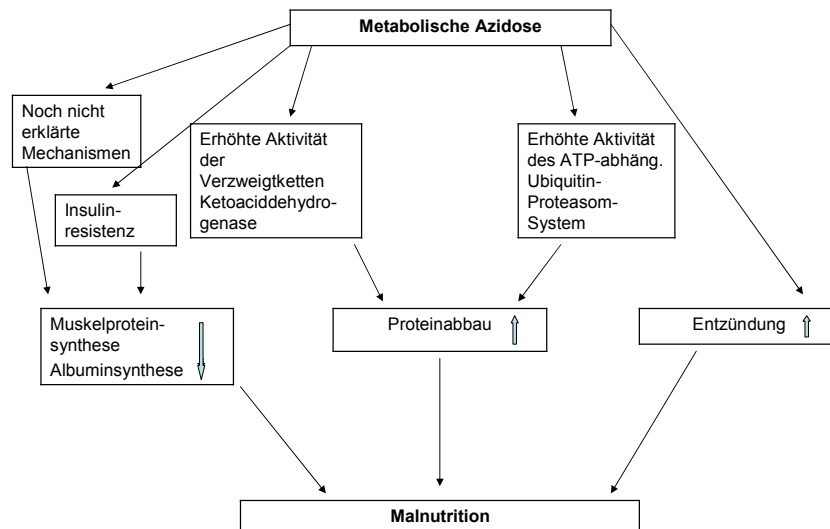 Metabolische Azidose
Noch nicht
erklärte
Mechanismen
Erhöhte Aktivität
der
Verzweigtketten
Ketoaciddehydro-
genase
Erhöhte Aktivität
des ATP-abhäng.
Ubiquitin-
Proteasom-
System
Insulin-
resistenz
Muskelprotein-
synthese
Albuminsynthese
Proteinabbau
Entzündung
Malnutrition